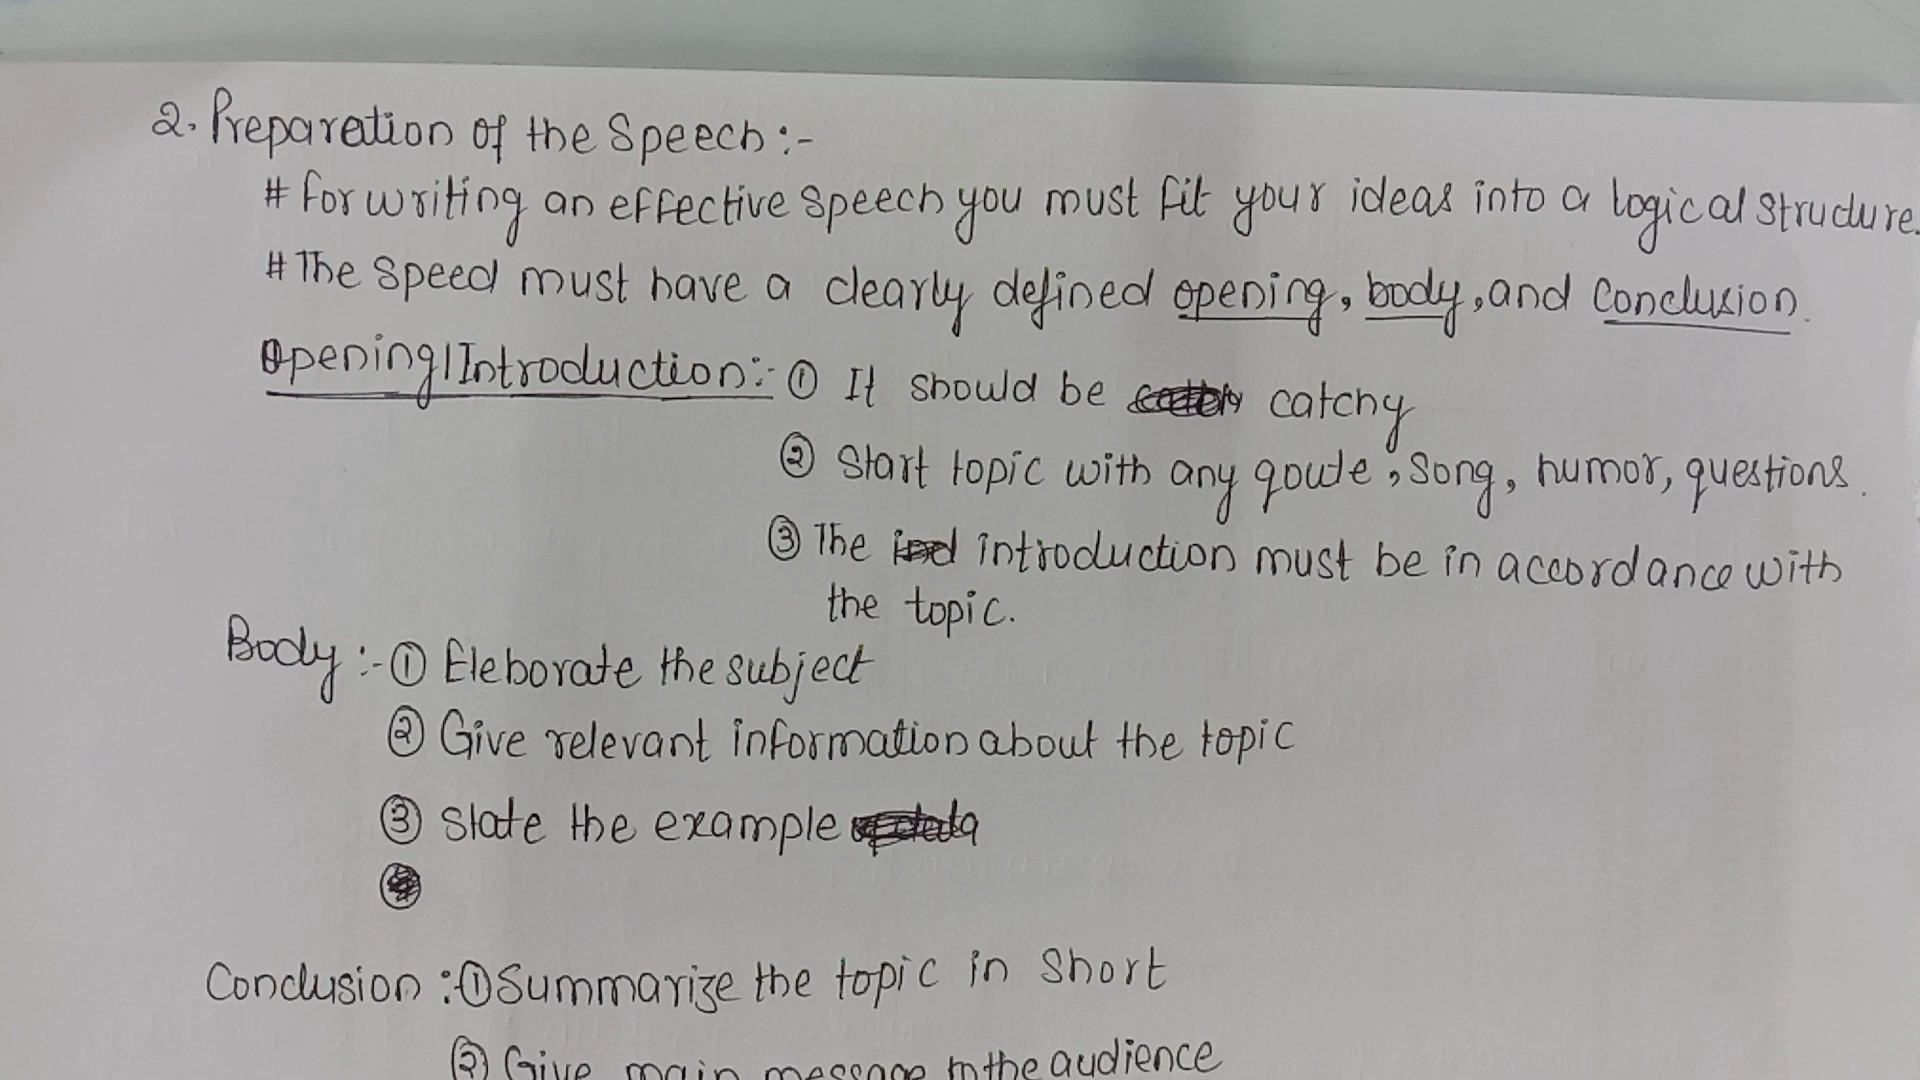 2. Preparation of the Speech :-
# for writing an effective speech you must fit your ideas into a logical structure.
# The Speed must have a clearly defined opening, body, and Conclusion.
Opening/Introduction:- ① It should be catchy
② Start topic with any qoute, Song, humor, questions.
③ The introduction must be in accordance with
the topic.
Body :- ① Eleborate the subject
② Give relevant information about the topic
③ State the example
Conclusion :① Summarize the topic in Short
② Give main message to the audience